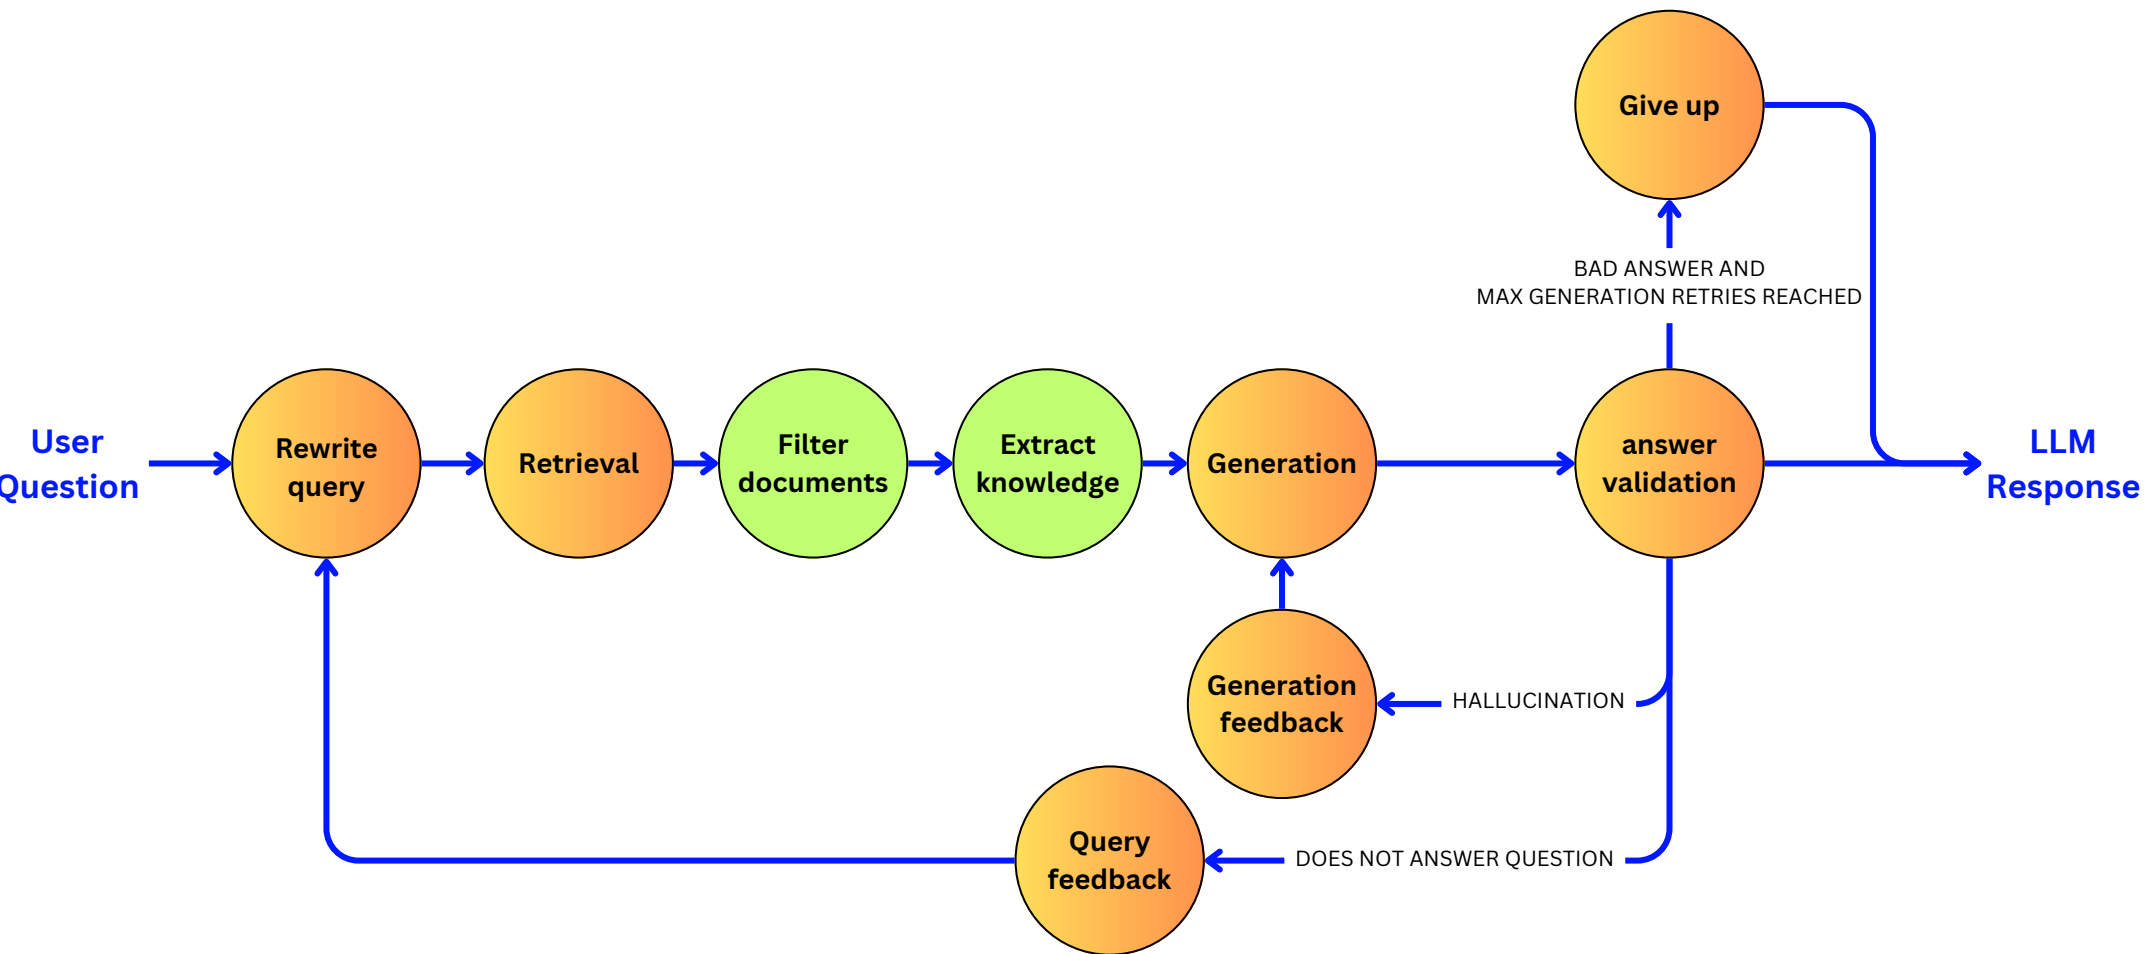 Give up
BAD ANSWER AND
MAX GENERATION RETRIES REACHED
User
Question
Rewrite
query
Retrieval
Filter
documents
Extract
knowledge
Generation
answer
validation
LLM
Response
Generation
feedback
HALLUCINATION
Query
feedback
DOES NOT ANSWER QUESTION